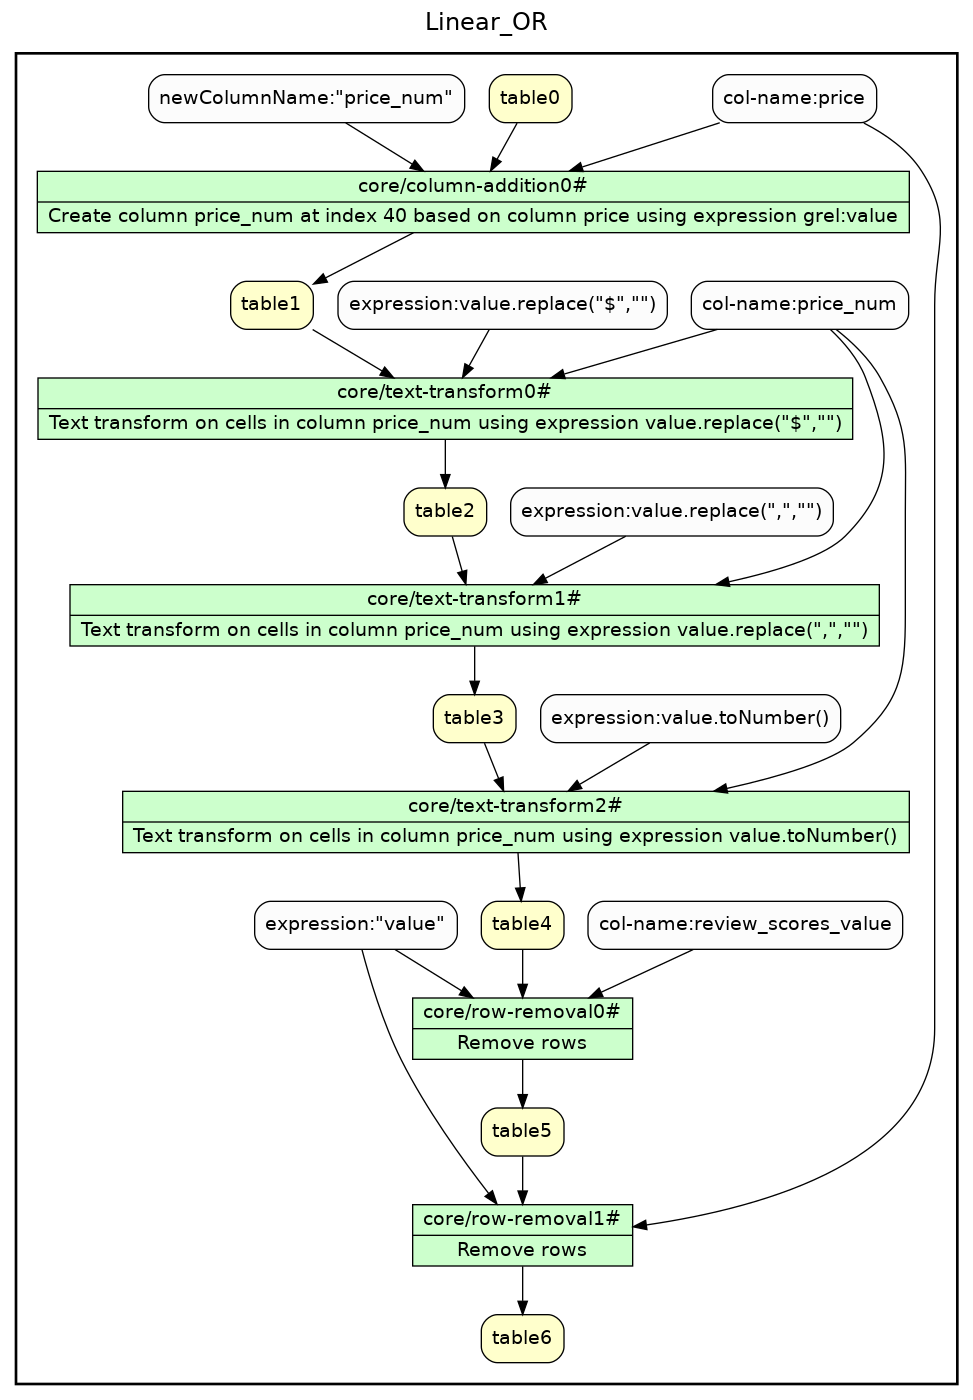 Linear_OR
newColumnName:"price_num"
table0
col-name:price
core/column-addition0#
Create column price_num at index 40 based on column price using expression grel:value
table1
expression:value.replace("$","")
col-name:price_num
core/text-transform0#
Text transform on cells in column price_num using expression value.replace("$","")
table2
expression:value.replace(",","")
core/text-transform1#
Text transform on cells in column price_num using expression value.replace(",","")
table3
expression:value.toNumber()
core/text-transform2#
Text transform on cells in column price_num using expression value.toNumber()
expression:"value"
table4
col-name:review_scores_value
core/row-removal0#
Remove rows
table5
core/row-removal1#
Remove rows
table6